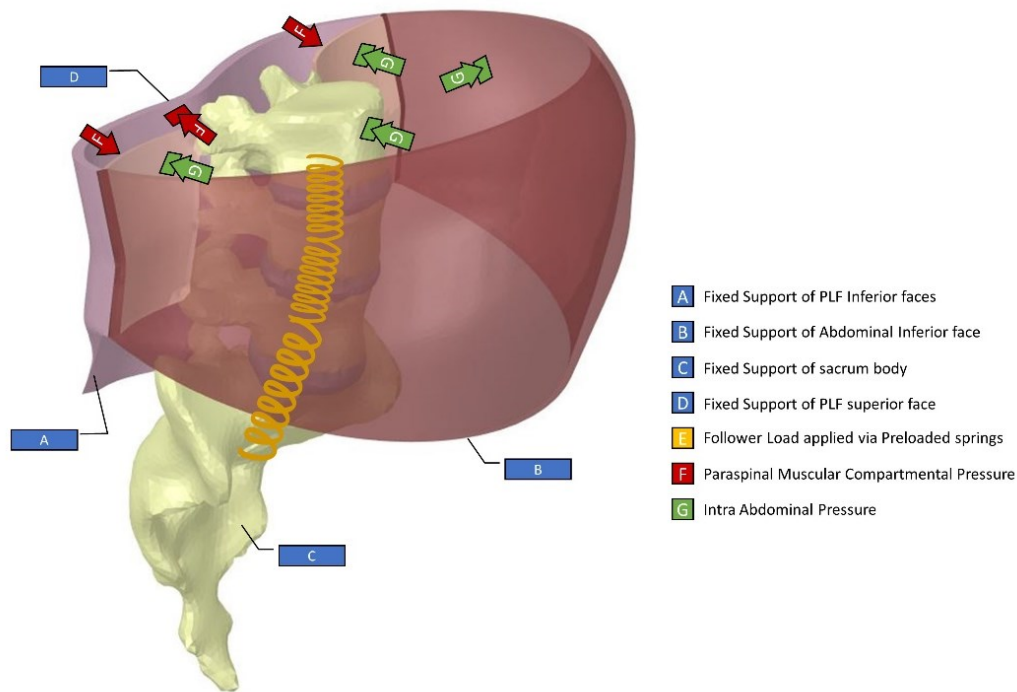 F
G
G
D
F
F
G
G
A Fixed Support of PLF Inferior faces
B Fixed Support of Abdominal Inferior face
C Fixed Support of sacrum body
D Fixed Support of PLF superior face
E Follower Load applied via Preloaded springs
F Paraspinal Muscular Compartmental Pressure
G Intra Abdominal Pressure
A
B
C